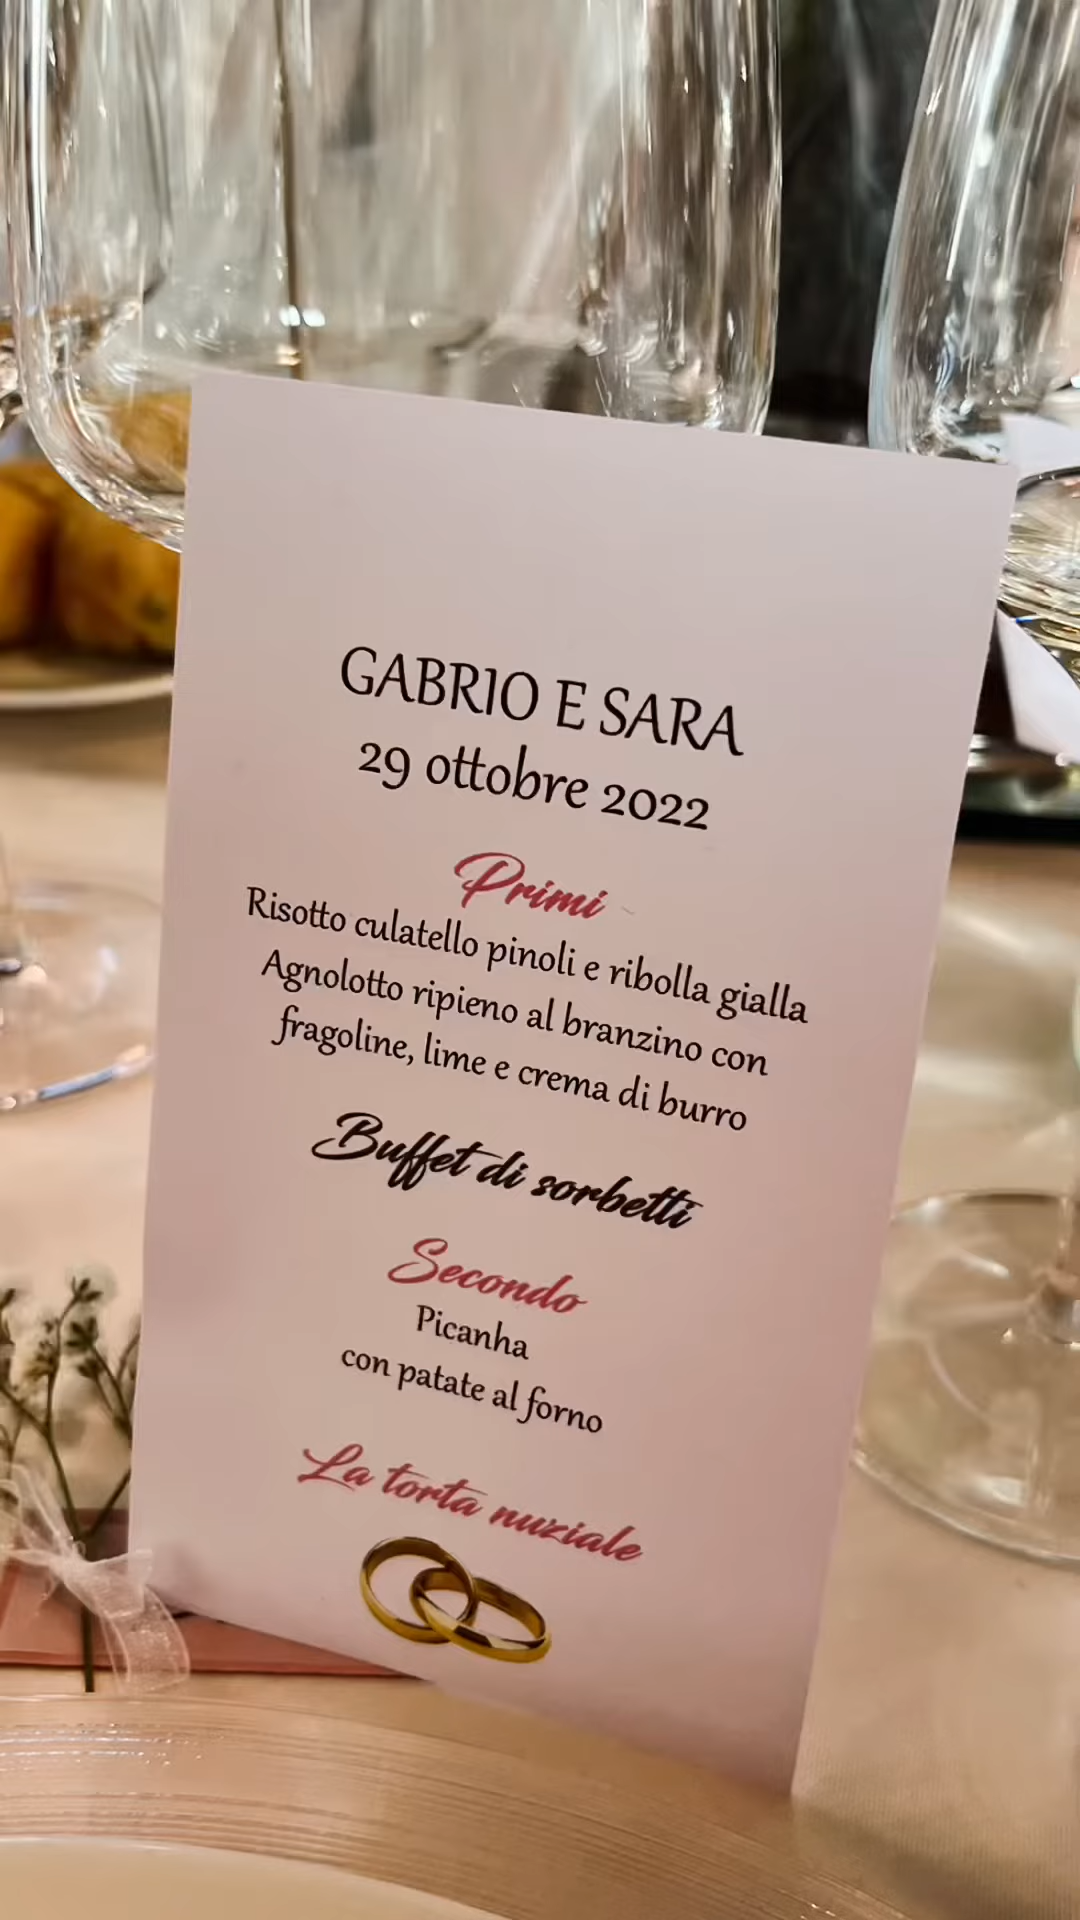 GABRIO E SARA
29 ottobre 2022
Primi
Risotto culatello pinoli e ribolla gialla
Agnolotto ripieno al branzino con
fragoline, lime e crema di burro
Buffet di sorbetti
Secondo
Picanha
con patate al forno
La torta nuziale